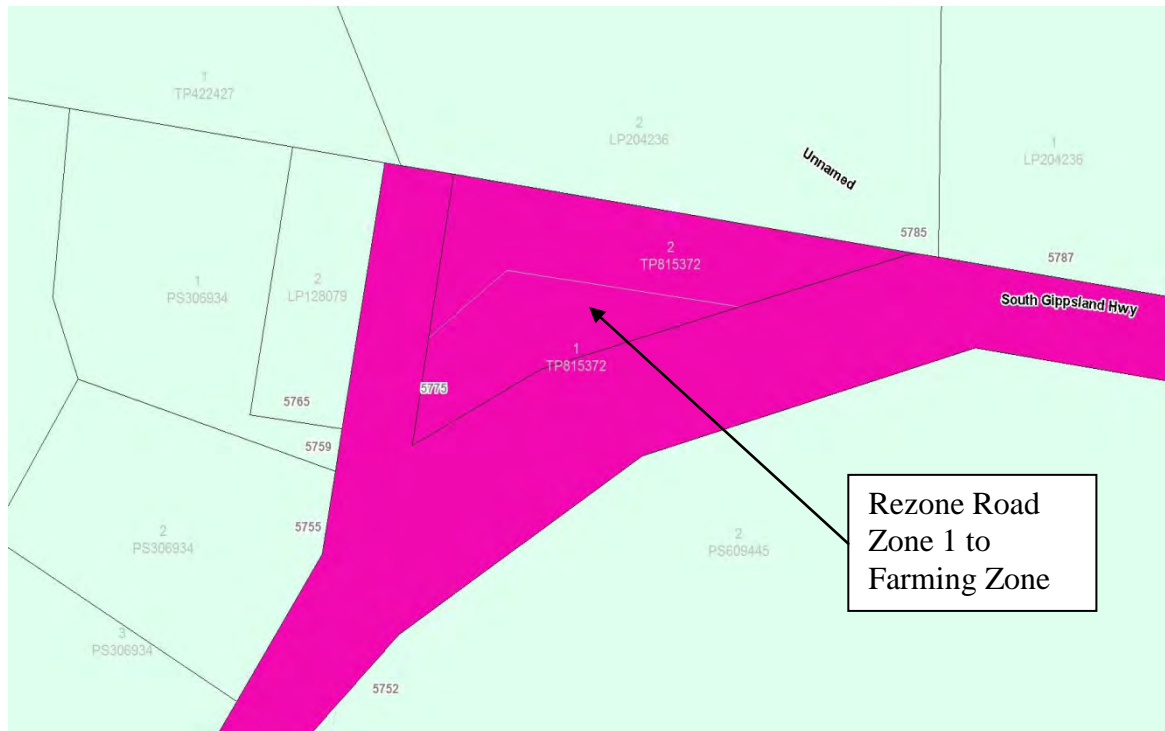 1
TP422427
2
LP204236
Unnamed
1
LP204236
5785
5787
2
TP815372
South Gippsland Hwy
1
PS306934
2
LP128079
1
TP815372
5775
5765
5759
5755
2
PS306934
2
PS609445
Rezone Road
Zone 1 to
Farming Zone
3
PS306934
5752